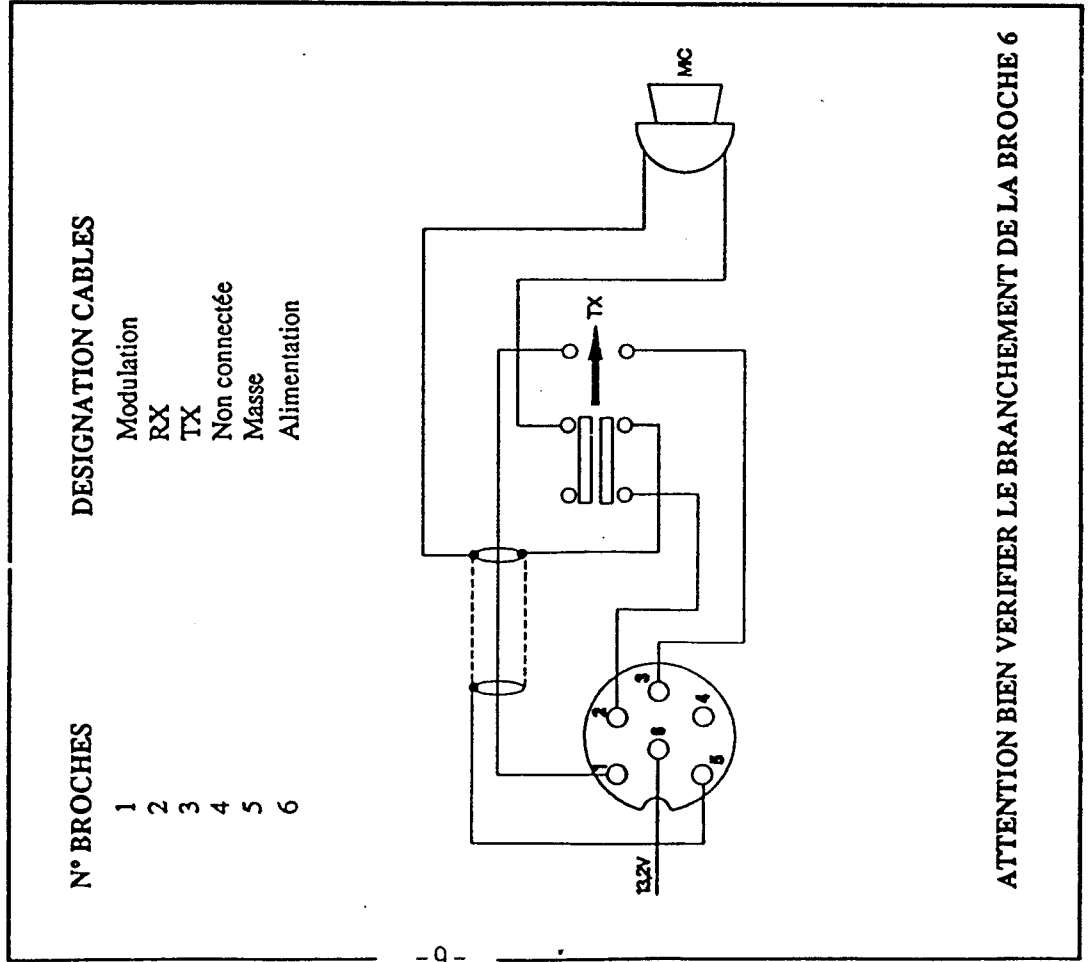 N° BROCHES DESIGNATION CABLES
1 Modulation
2 RX
3 TX
4 Non connectée
5 Masse
6 Alimentation
MC
TX
1
2
3
4
5
6
13,2V
ATTENTION BIEN VERIFIER LE BRANCHEMENT DE LA BROCHE 6
- 9 -